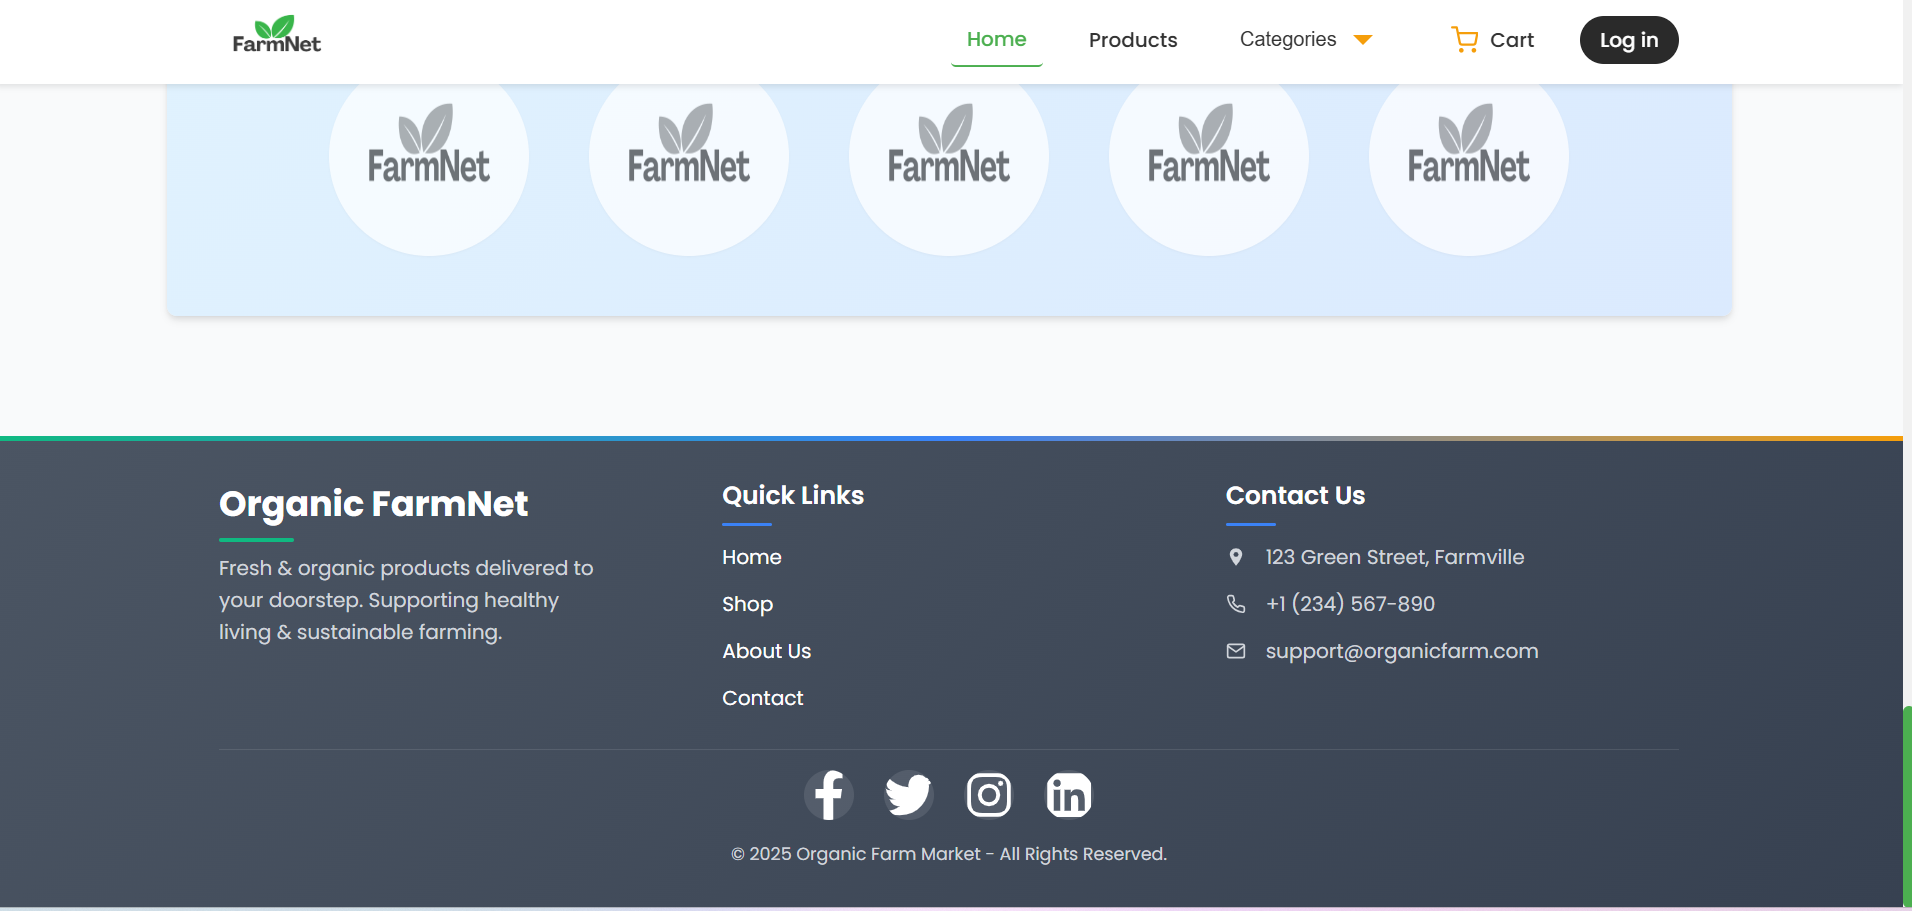 FarmNet
Home
Products
Categories
Cart
Log in
FarmNet
FarmNet
FarmNet
FarmNet
FarmNet
Organic FarmNet
Fresh & organic products delivered to
your doorstep. Supporting healthy
living & sustainable farming.
Quick Links
Home
Shop
About Us
Contact
Contact Us
123 Green Street, Farmville
+1 (234) 567-890
support@organicfarm.com
© 2025 Organic Farm Market - All Rights Reserved.